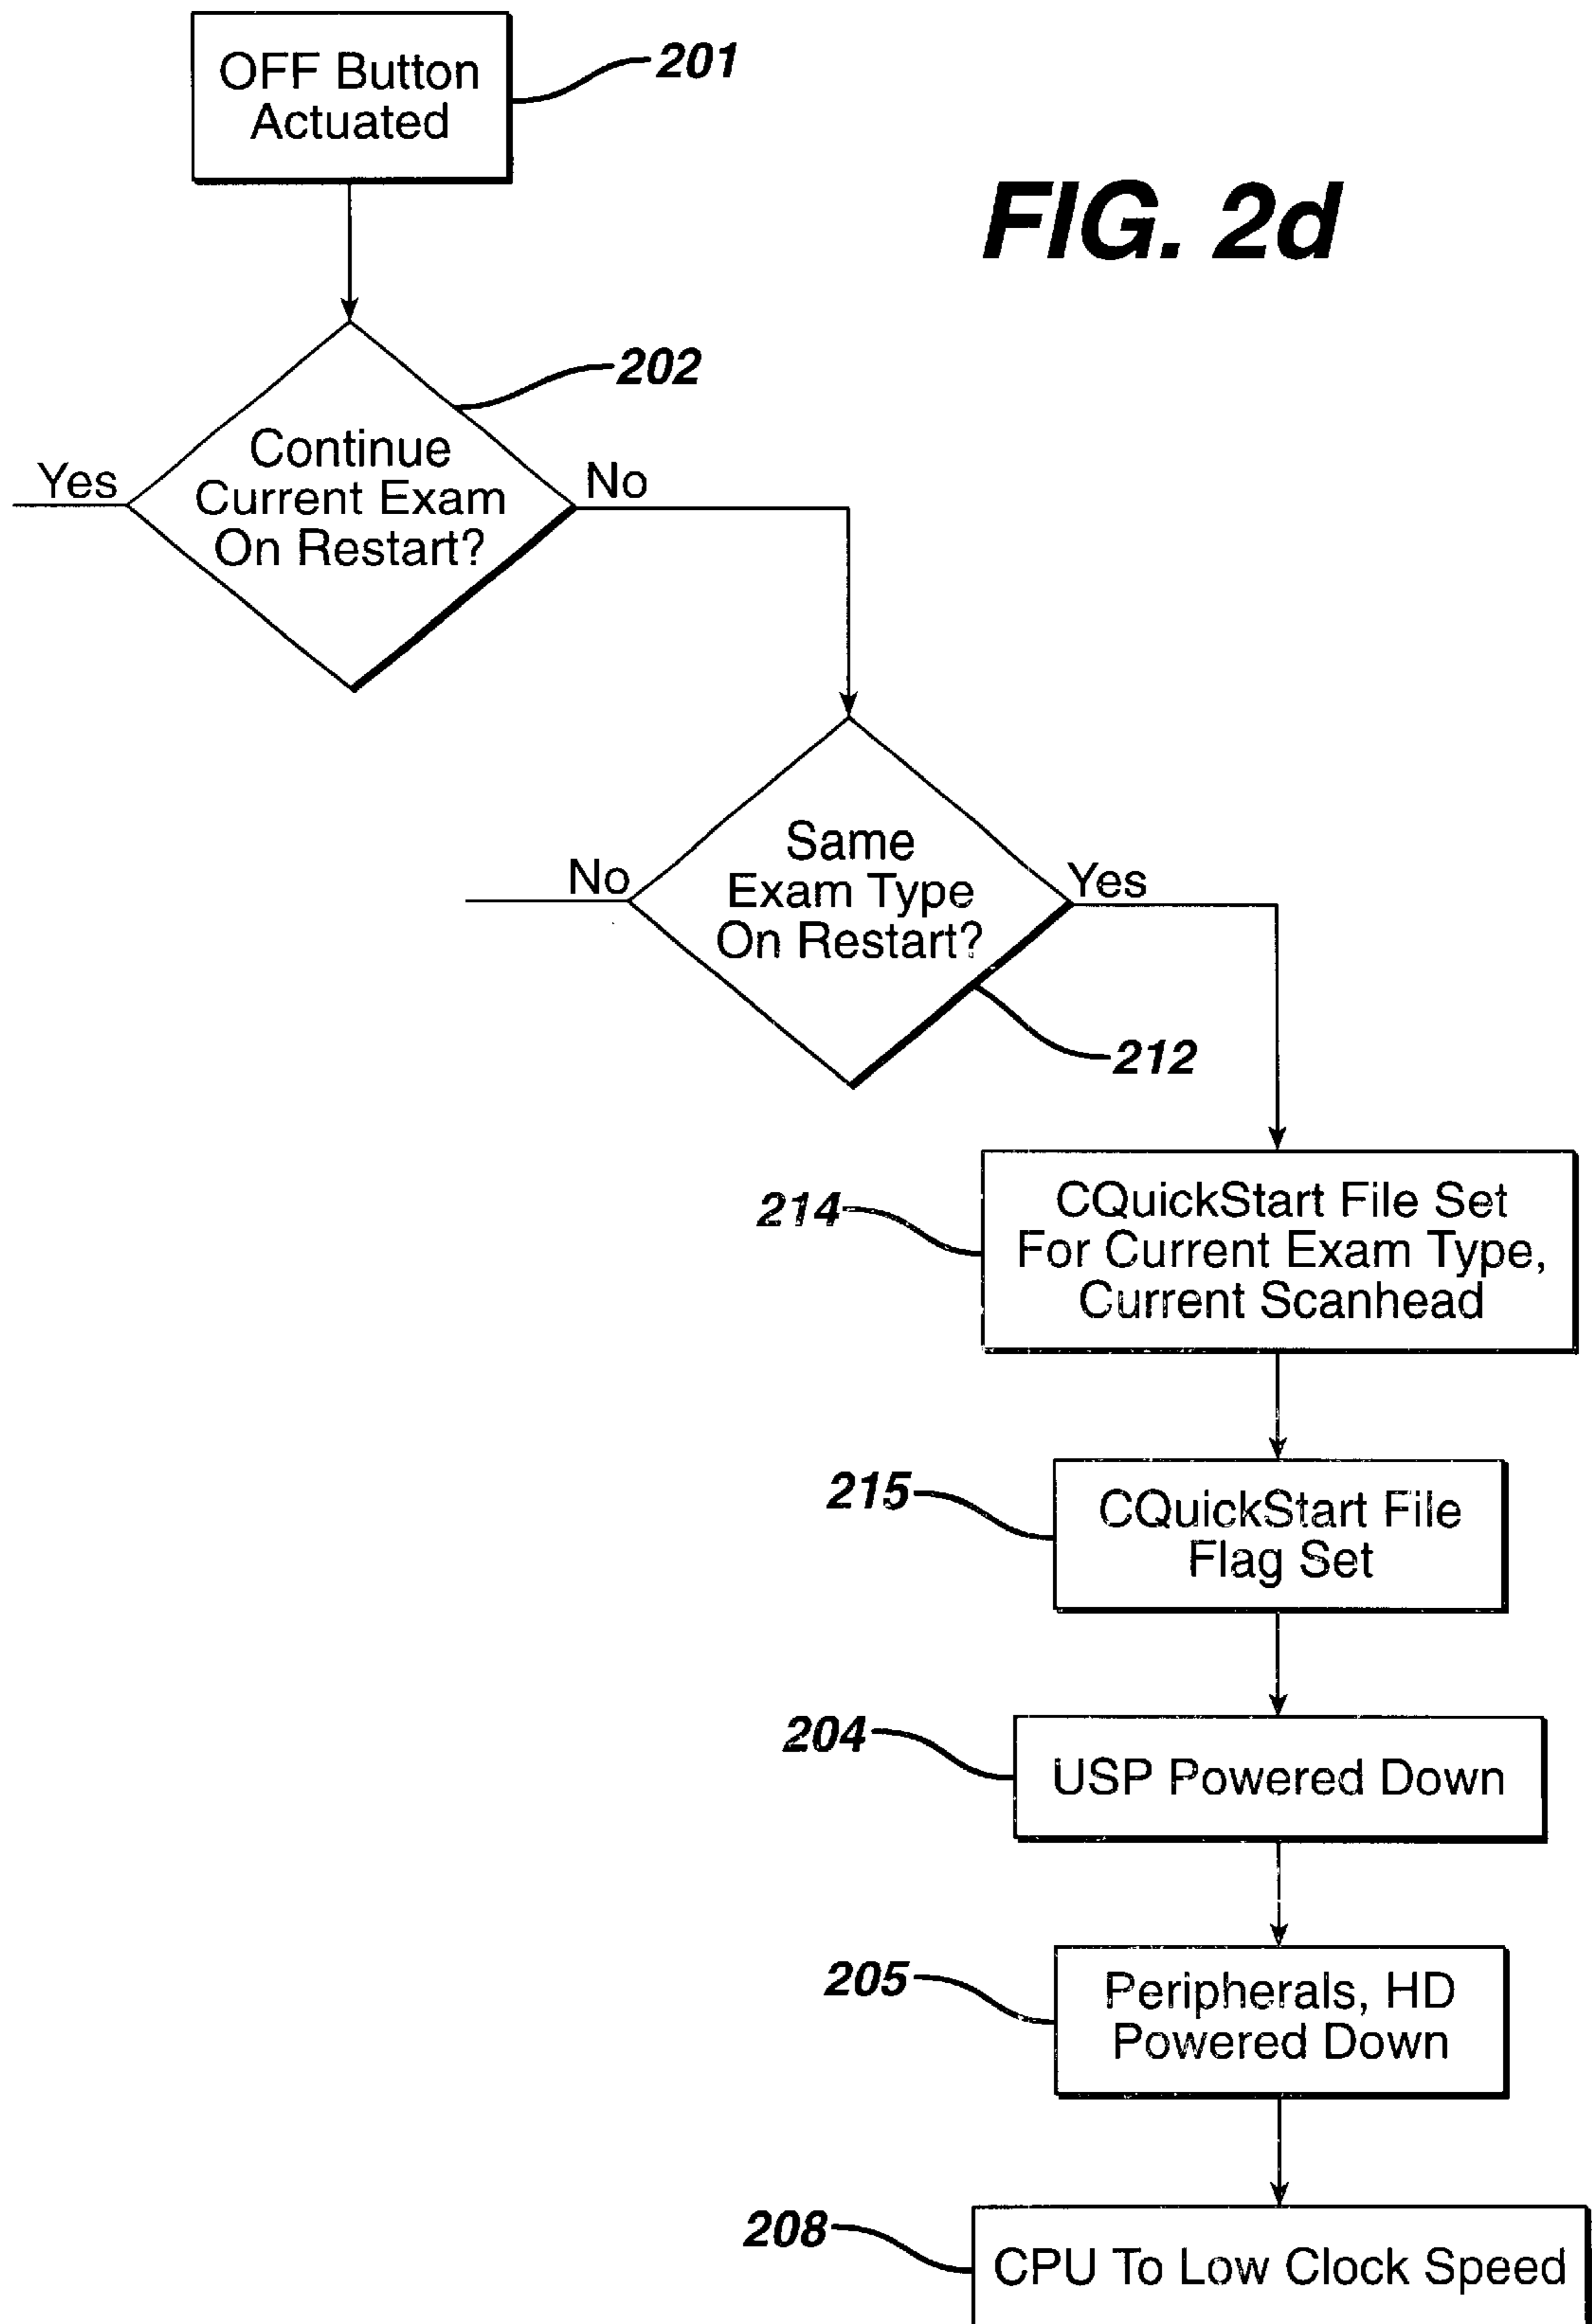 OFF Button
Actuated
201
FIG. 2d
202
Continue
Current Exam
On Restart?
Yes
No
Same
Exam Type
On Restart?
No
Yes
212
214
CQuickStart File Set
For Current Exam Type,
Current Scanhead
215
CQuickStart File
Flag Set
204
USP Powered Down
205
Peripherals, HD
Powered Down
208
CPU To Low Clock Speed